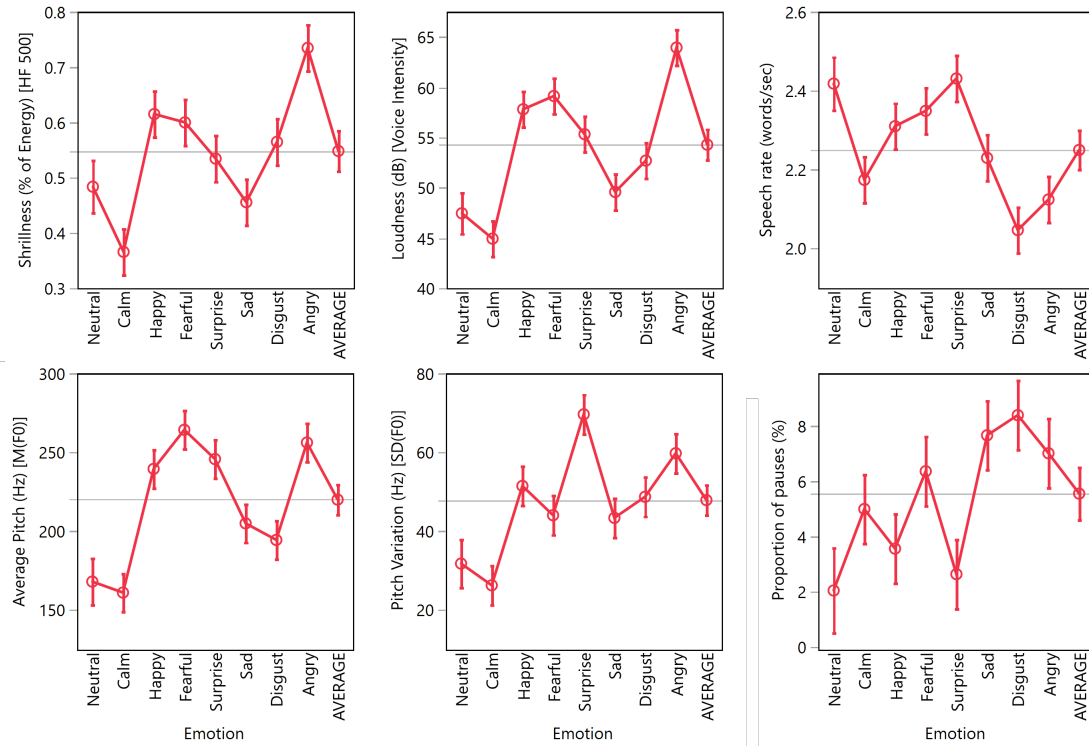 Shrillness (% of Energy) [HF 500]
0.8
0.7
0.6
0.5
0.4
0.3
Neutral
Calm
Happy
Fearful
Surprise
Sad
Disgust
Angry
AVERAGE
Loudness (dB) [Voice Intensity]
65
60
55
50
45
40
Neutral
Calm
Happy
Fearful
Surprise
Sad
Disgust
Angry
AVERAGE
Speech rate (words/sec)
2.6
2.4
2.2
2.0
Neutral
Calm
Happy
Fearful
Surprise
Sad
Disgust
Angry
AVERAGE
Average Pitch (Hz) [M(F0)]
300
250
200
150
Neutral
Calm
Happy
Fearful
Surprise
Sad
Disgust
Angry
AVERAGE
Emotion
Pitch Variation (Hz) [SD(F0)]
80
60
40
20
Neutral
Calm
Happy
Fearful
Surprise
Sad
Disgust
Angry
AVERAGE
Emotion
Proportion of pauses (%)
8
6
4
2
0
Neutral
Calm
Happy
Fearful
Surprise
Sad
Disgust
Angry
AVERAGE
Emotion